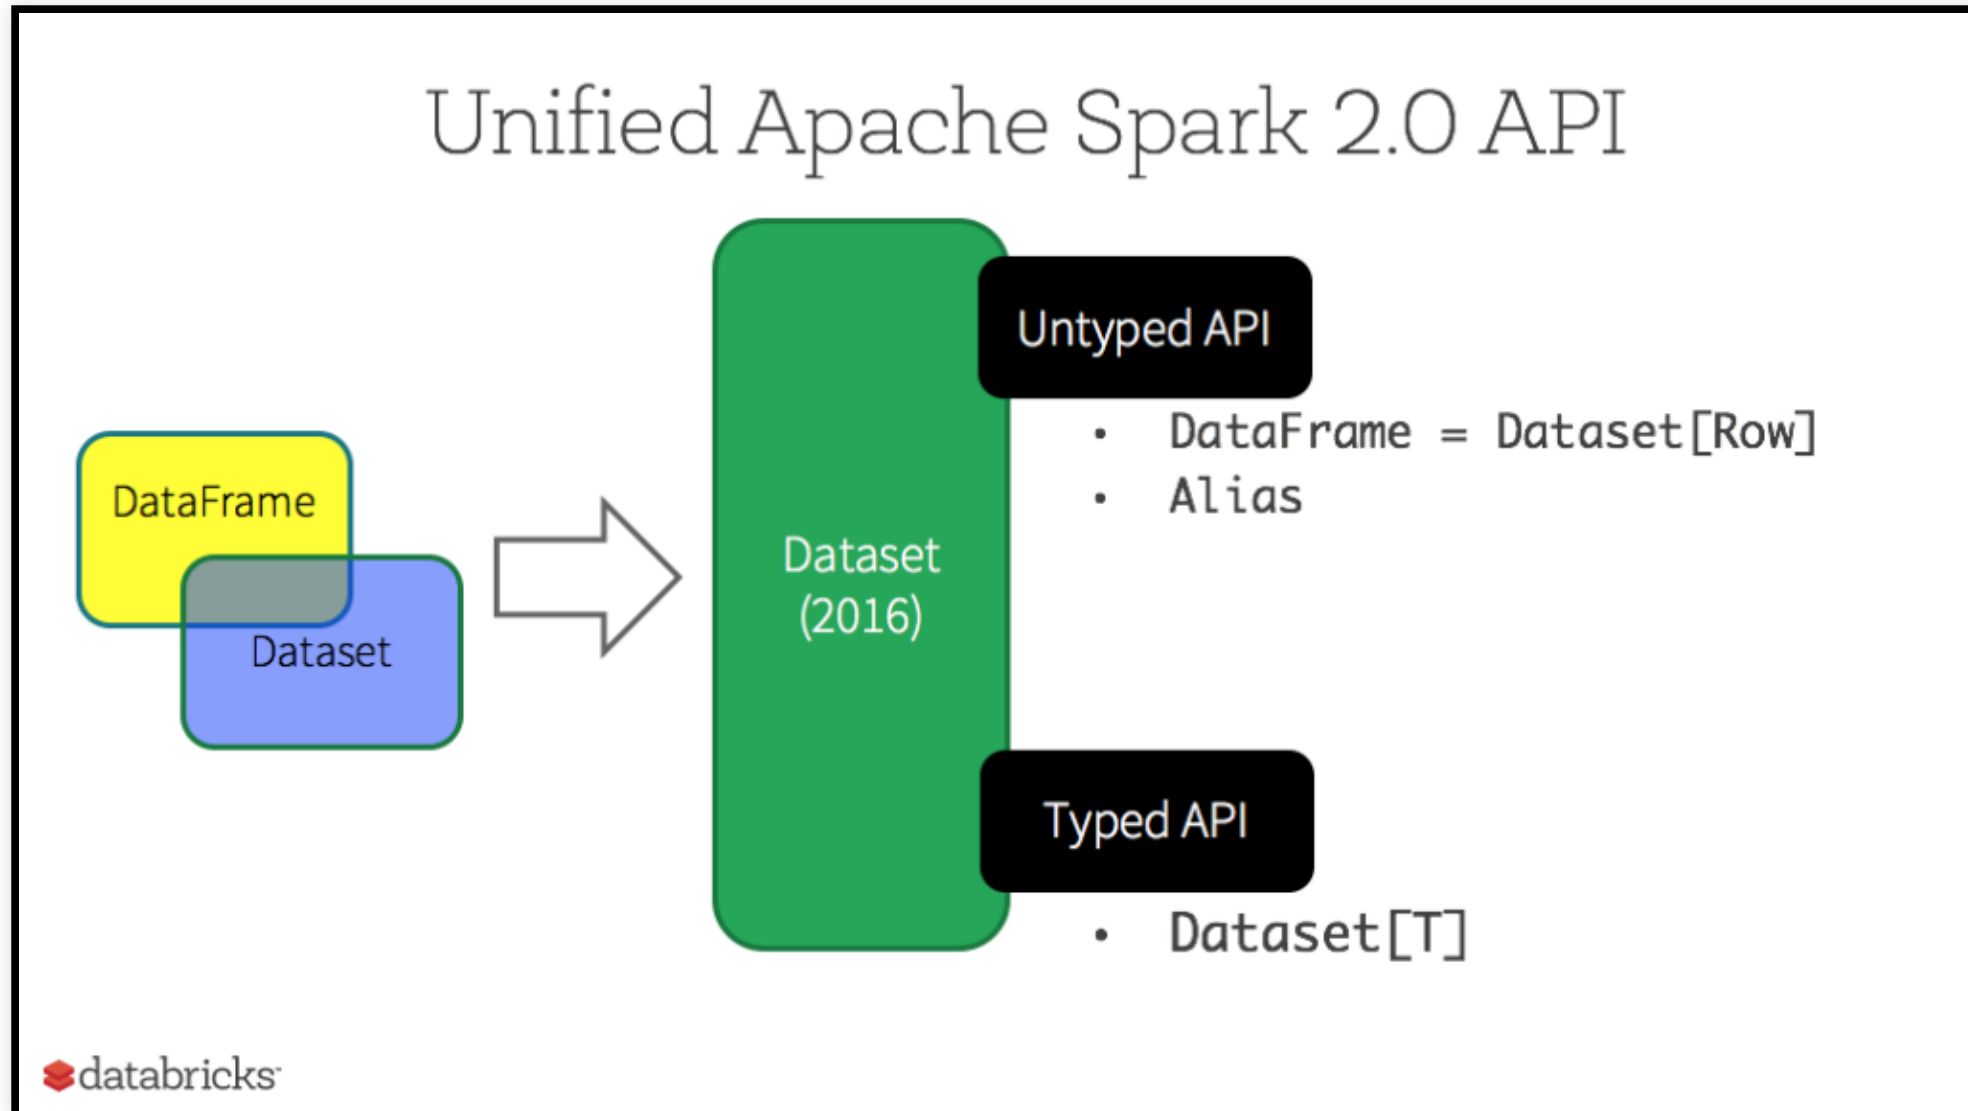 Unified Apache Spark 2.0 API
DataFrame
Dataset
Dataset
(2016)
Untyped API
• DataFrame = Dataset[Row]
• Alias
Typed API
• Dataset[T]
databricks